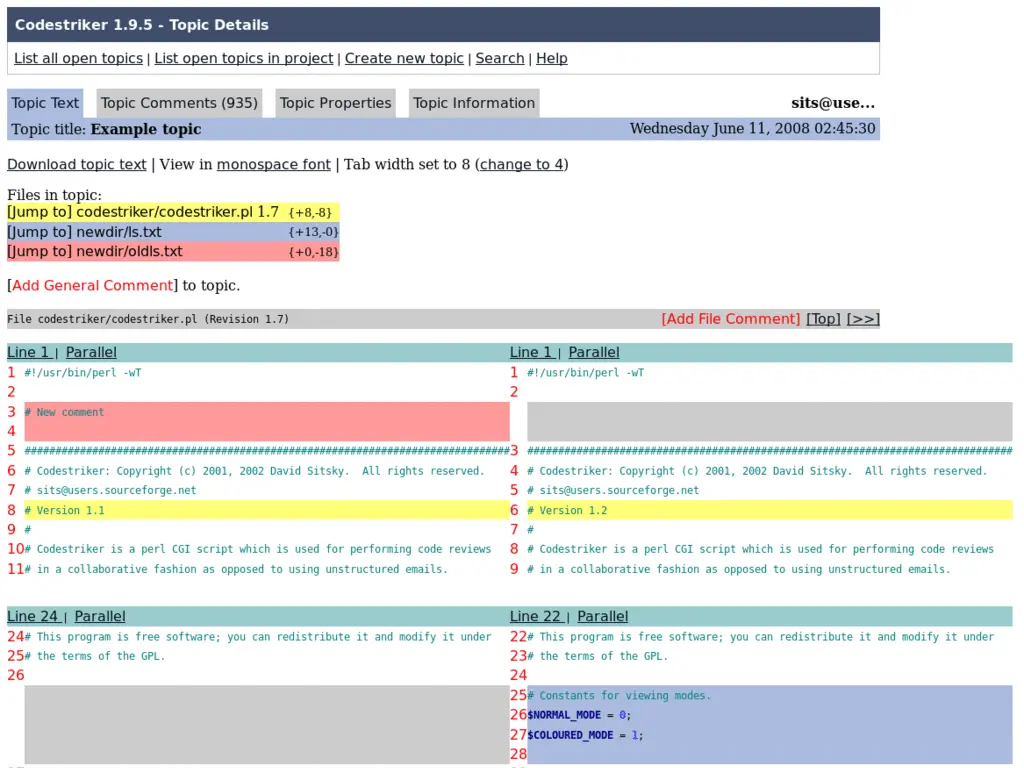 Codestriker 1.9.5 - Topic Details
List all open topics | List open topics in project | Create new topic | Search | Help
Topic Text Topic Comments (935) Topic Properties Topic Information sits@use...
Topic title: Example topic Wednesday June 11, 2008 02:45:30
Download topic text | View in monospace font | Tab width set to 8 (change to 4)
Files in topic:
[Jump to] codestriker/codestriker.pl 1.7 {+8,-8}
[Jump to] newdir/ls.txt {+13,-0}
[Jump to] newdir/oldls.txt {+0,-18}
[Add General Comment] to topic.
File codestriker/codestriker.pl (Revision 1.7) [Add File Comment] [Top] [>>]
Line 1 | Parallel Line 1 | Parallel
1 #!/usr/bin/perl -wT 1 #!/usr/bin/perl -wT
2 2
3 # New comment
4
5 ############################################################################### 3 ###############################################################################
6 # Codestriker: Copyright (c) 2001, 2002 David Sitsky. All rights reserved. 4 # Codestriker: Copyright (c) 2001, 2002 David Sitsky. All rights reserved.
7 # sits@users.sourceforge.net 5 # sits@users.sourceforge.net
8 # Version 1.1 6 # Version 1.2
9 # 7 #
10 # Codestriker is a perl CGI script which is used for performing code reviews 8 # Codestriker is a perl CGI script which is used for performing code reviews
11 # in a collaborative fashion as opposed to using unstructured emails. 9 # in a collaborative fashion as opposed to using unstructured emails.
Line 24 | Parallel Line 22 | Parallel
24 # This program is free software; you can redistribute it and modify it under 22 # This program is free software; you can redistribute it and modify it under
25 # the terms of the GPL. 23 # the terms of the GPL.
26 24
25 # Constants for viewing modes.
26 $NORMAL_MODE = 0;
27 $COLOURED_MODE = 1;
28